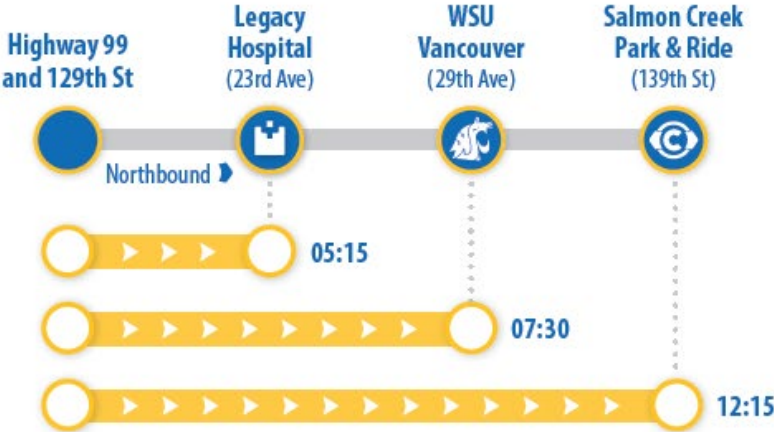 Highway 99
and 129th St
Legacy
Hospital
(23rd Ave)
WSU
Vancouver
(29th Ave)
Salmon Creek
Park & Ride
(139th St)
C
Northbound
05:15
07:30
12:15